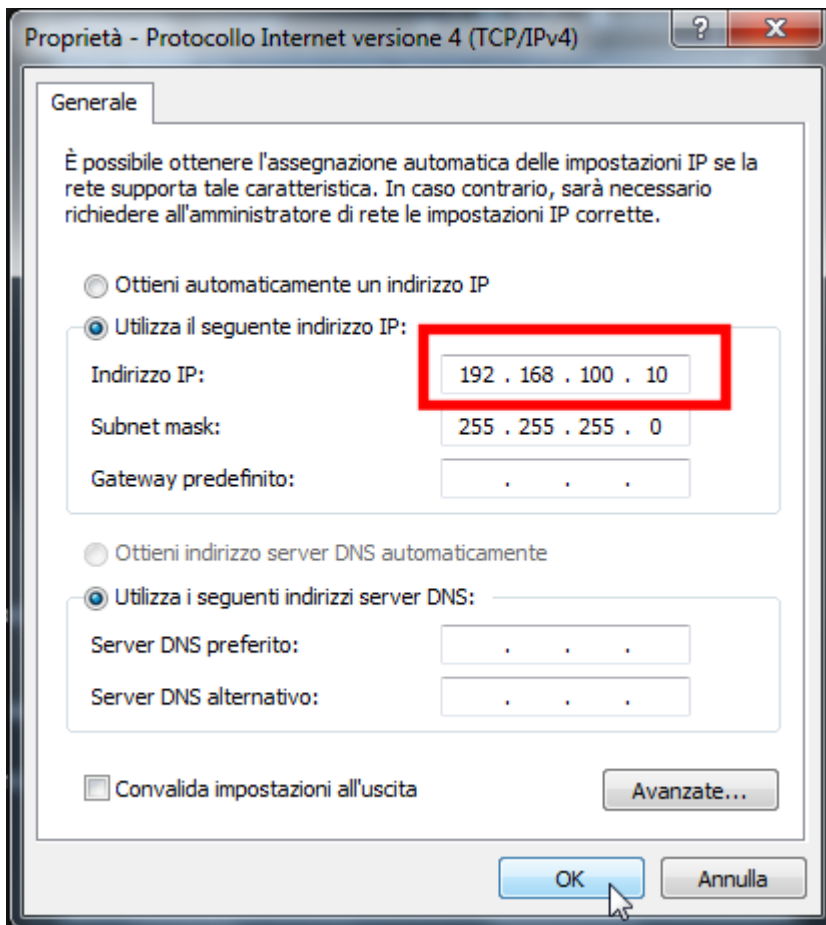 Proprietà - Protocollo Internet versione 4 (TCP/IPv4)
?
Generale
È possibile ottenere l'assegnazione automatica delle impostazioni IP se la
rete supporta tale caratteristica. In caso contrario, sarà necessario
richiedere all'amministratore di rete le impostazioni IP corrette.
Ottieni automaticamente un indirizzo IP
Utilizza il seguente indirizzo IP:
Indirizzo IP: 192 . 168 . 100 . 10
Subnet mask: 255 . 255 . 255 . 0
Gateway predefinito: . . .
Ottieni indirizzo server DNS automaticamente
Utilizza i seguenti indirizzi server DNS:
Server DNS preferito: . . .
Server DNS alternativo: . . .
Convalida impostazioni all'uscita
Avanzate...
OK Annulla